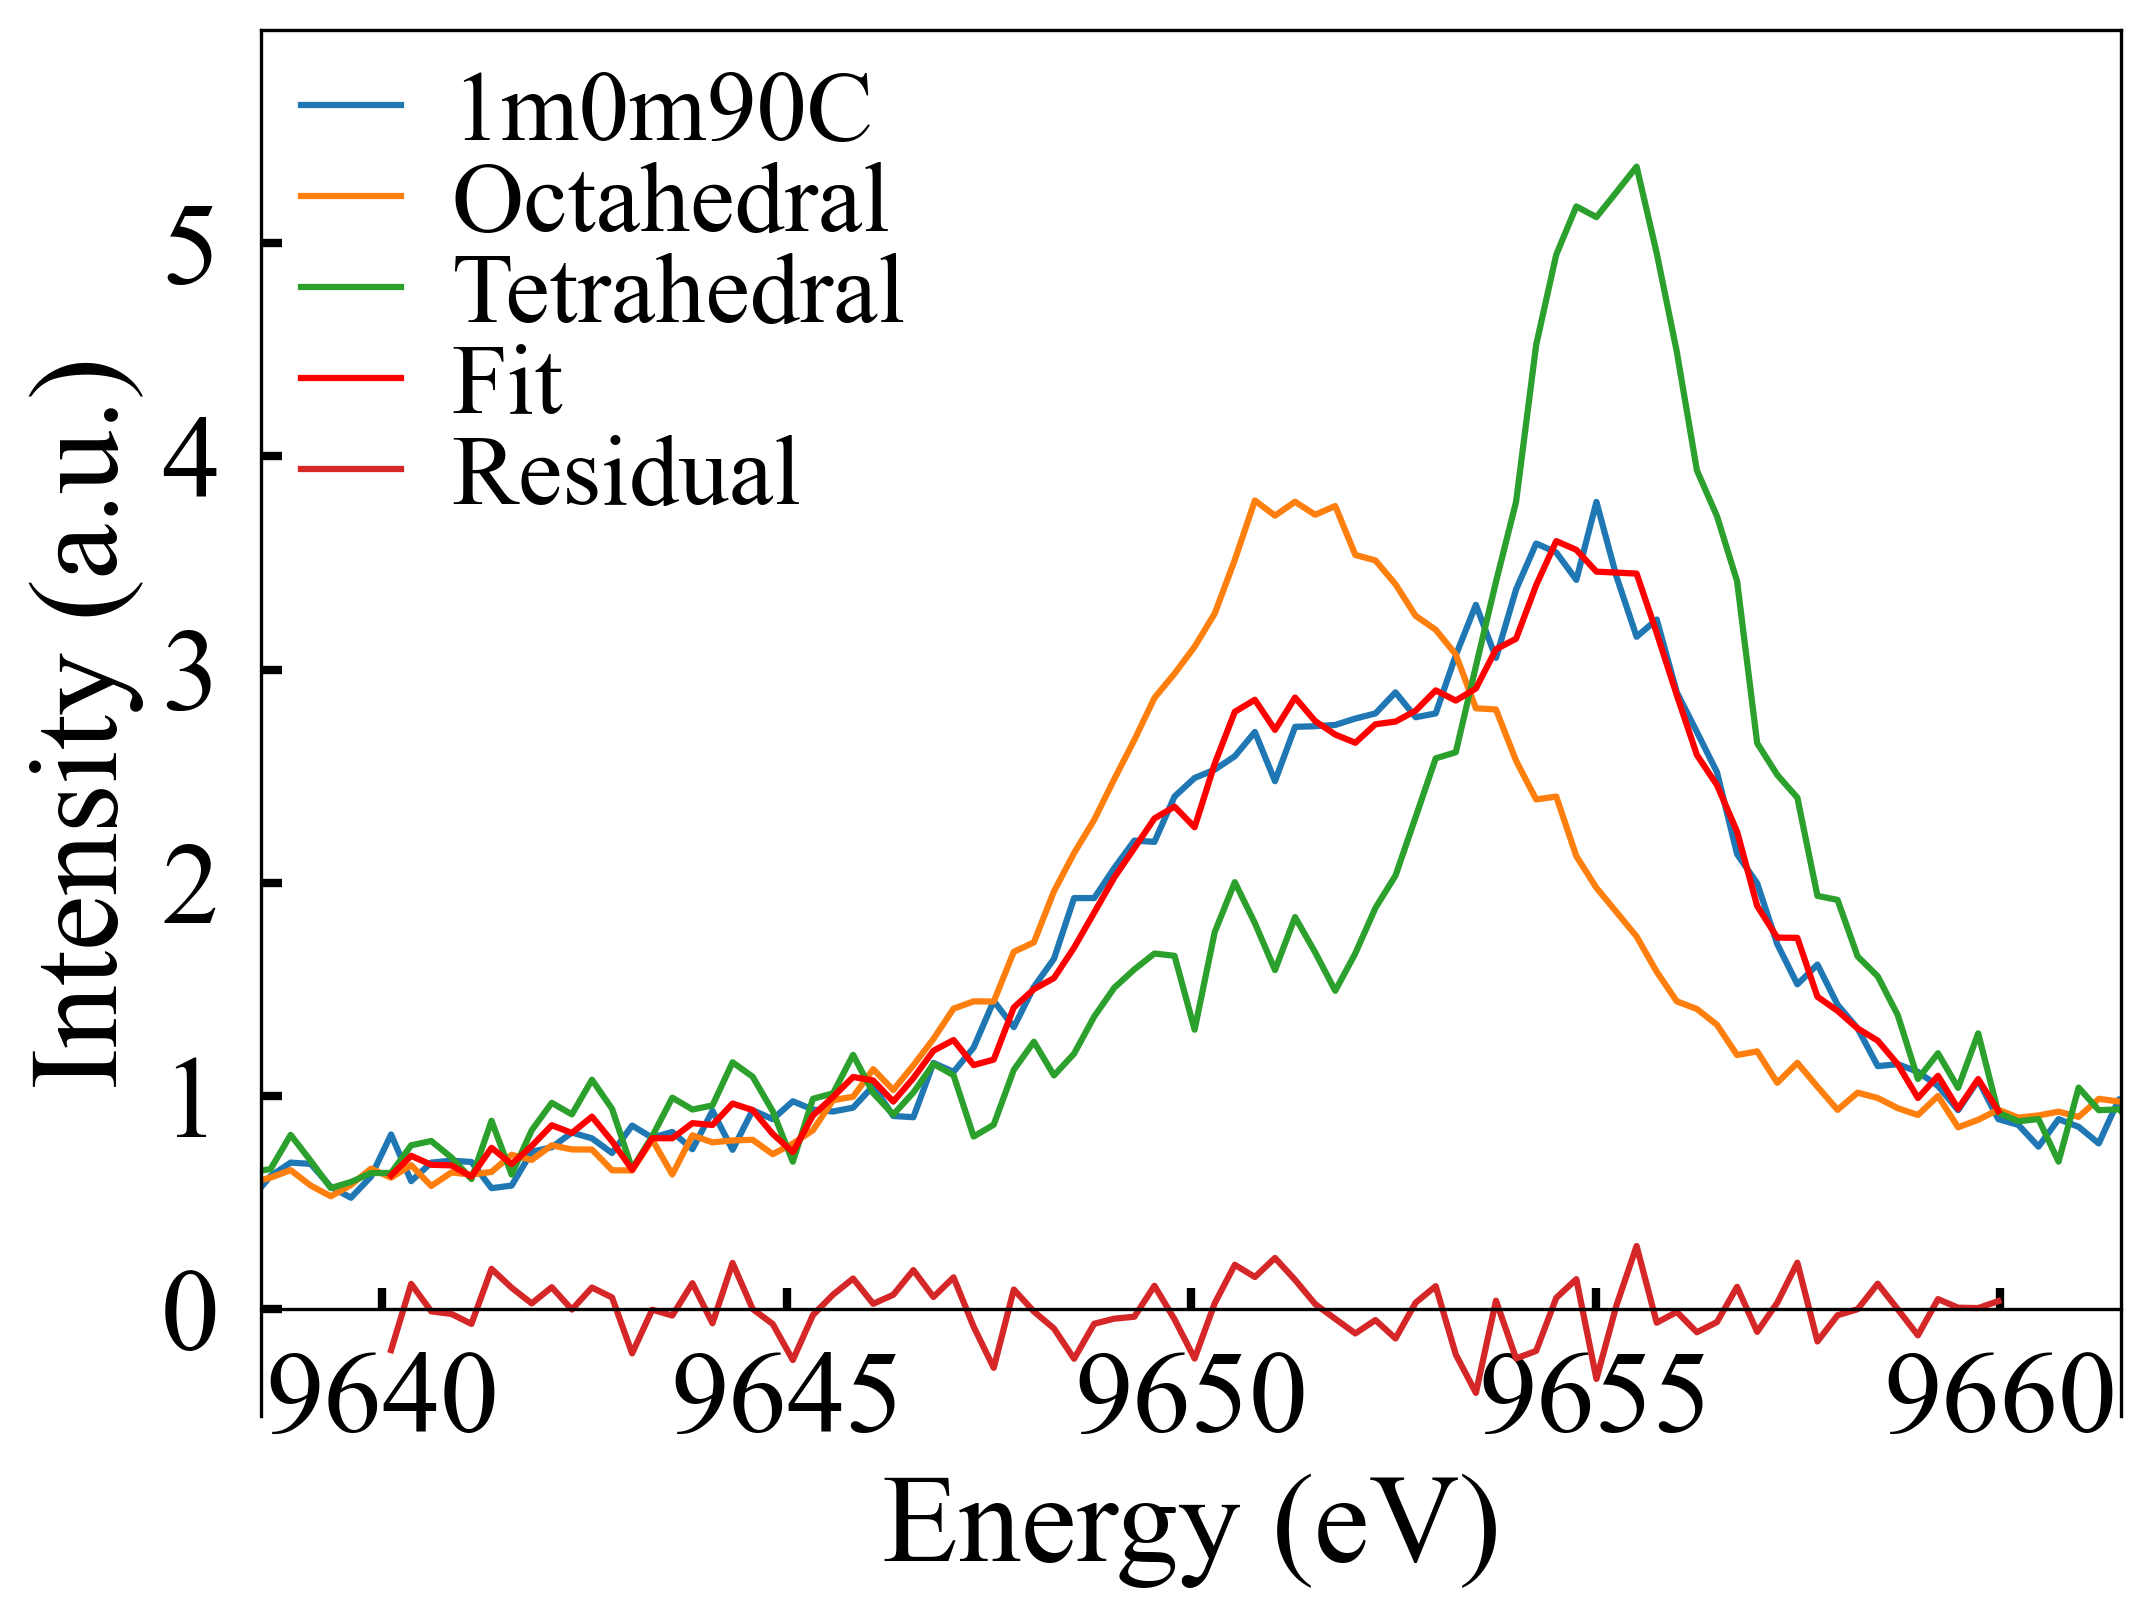 1m0m90C
Octahedral
Tetrahedral
Fit
Residual
Intensity (a.u.)
5
4
3
2
1
0
9640 9645 9650 9655 9660
Energy (eV)